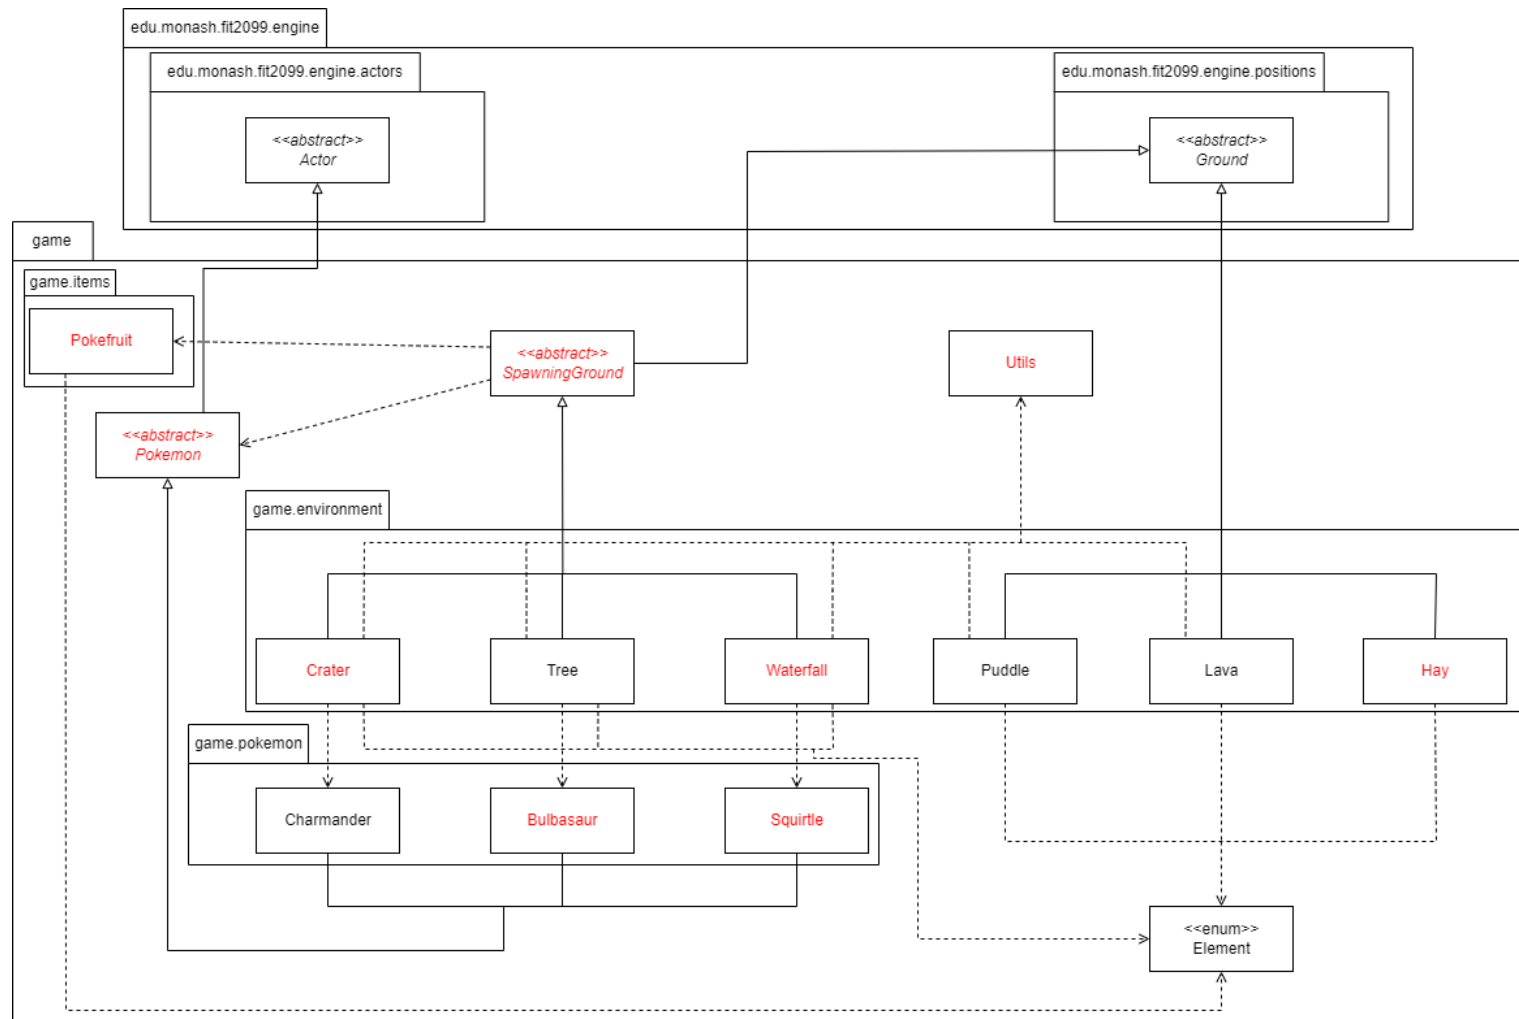 edu.monash.fit2099.engine
edu.monash.fit2099.engine.actors
edu.monash.fit2099.engine.positions
<<abstract>>
Actor
<<abstract>>
Ground
game
game.items
Pokefruit
<<abstract>>
SpawningGround
Utils
<<abstract>>
Pokemon
game.environment
Crater
Tree
Waterfall
Puddle
Lava
Hay
game.pokemon
Charmander
Bulbasaur
Squirtle
<<enum>>
Element